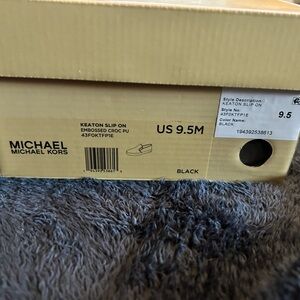 KEATON SLIP ON
EMBOSSED CROC PU
43F0KTFP1E
US 9.5M
MICHAEL
MICHAEL KORS
BLACK
Style Description:
KEATON SLIP ON
Style No:
43F0KTFP1E
Color Name:
BLACK
9.5
194392538613